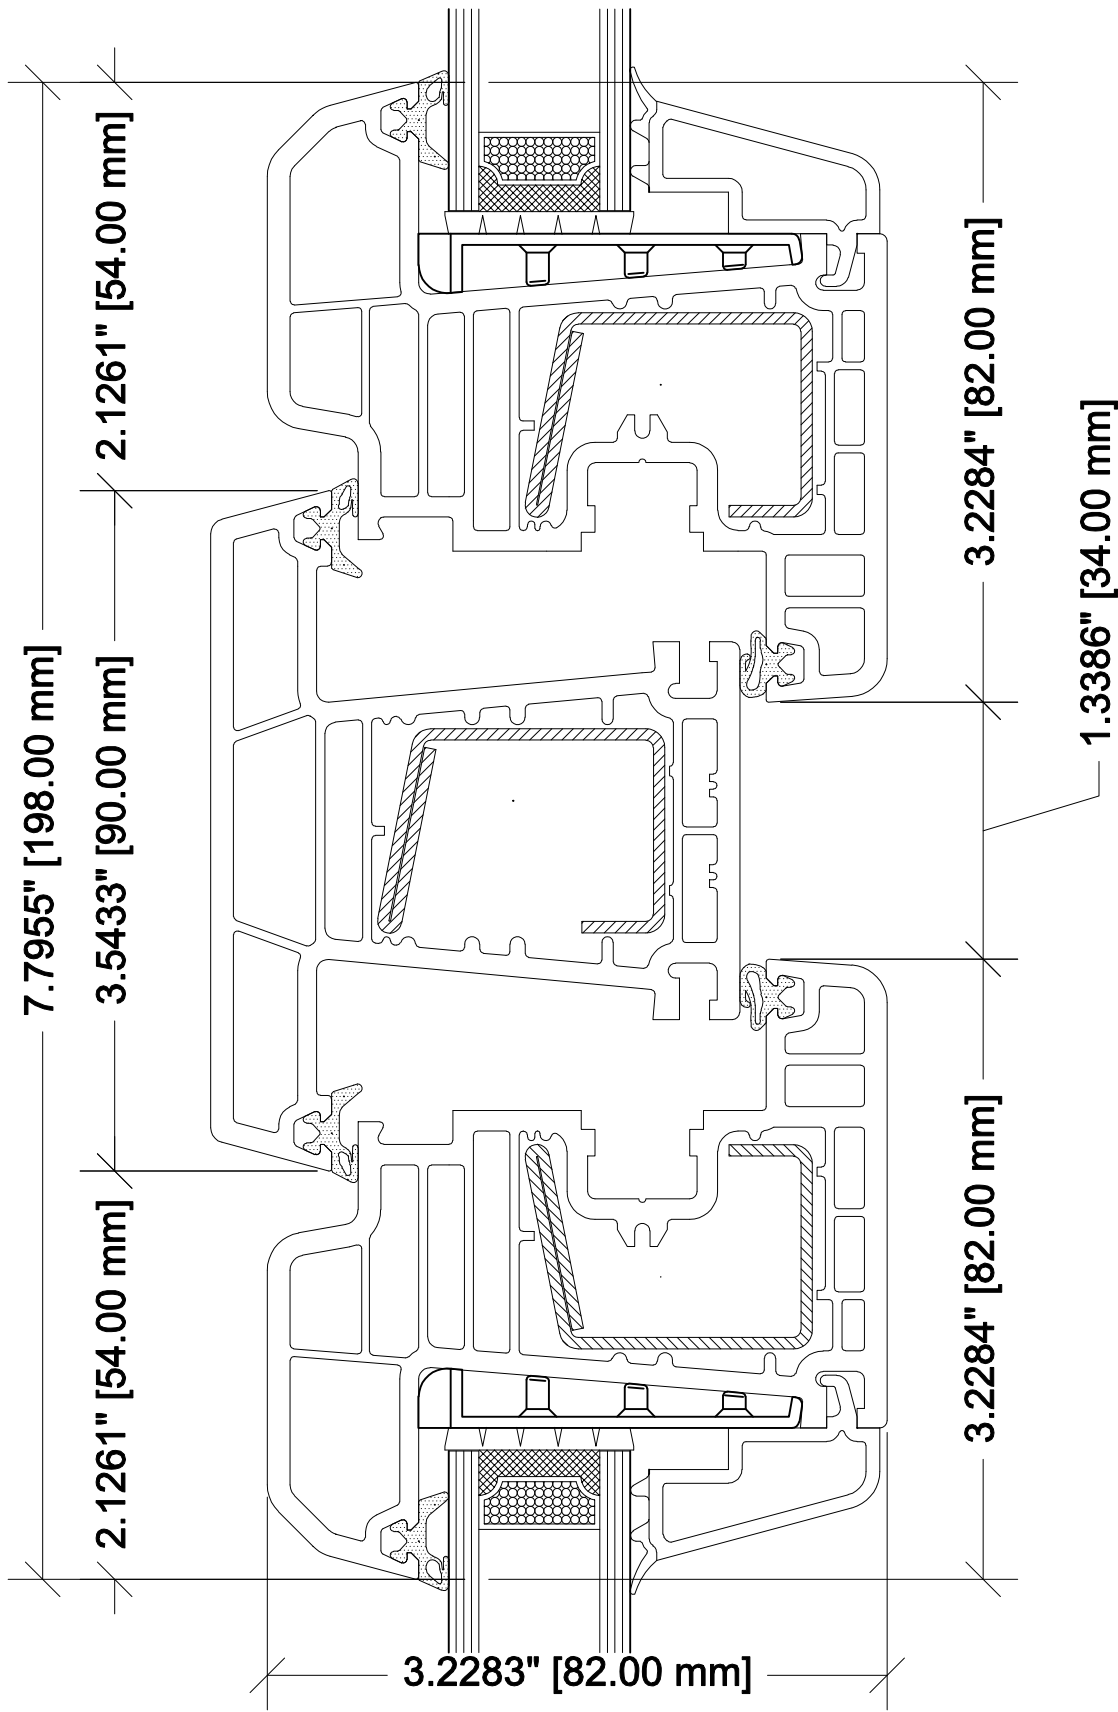 7.7955" [198.00 mm]
2.1261" [54.00 mm]
3.5433" [90.00 mm]
2.1261" [54.00 mm]
3.2284" [82.00 mm]
1.3386" [34.00 mm]
3.2284" [82.00 mm]
3.2283" [82.00 mm]